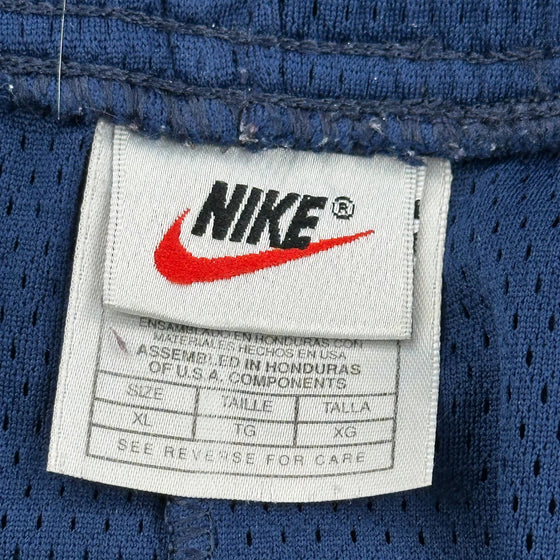 NIKE®
ENSAMBLADO EN HONDURAS CON
MATERIALES HECHOS EN USA
ASSEMBLED IN HONDURAS
OF U.S.A. COMPONENTS
SIZE TAILLE TALLA
XL TG XG
SEE REVERSE FOR CARE